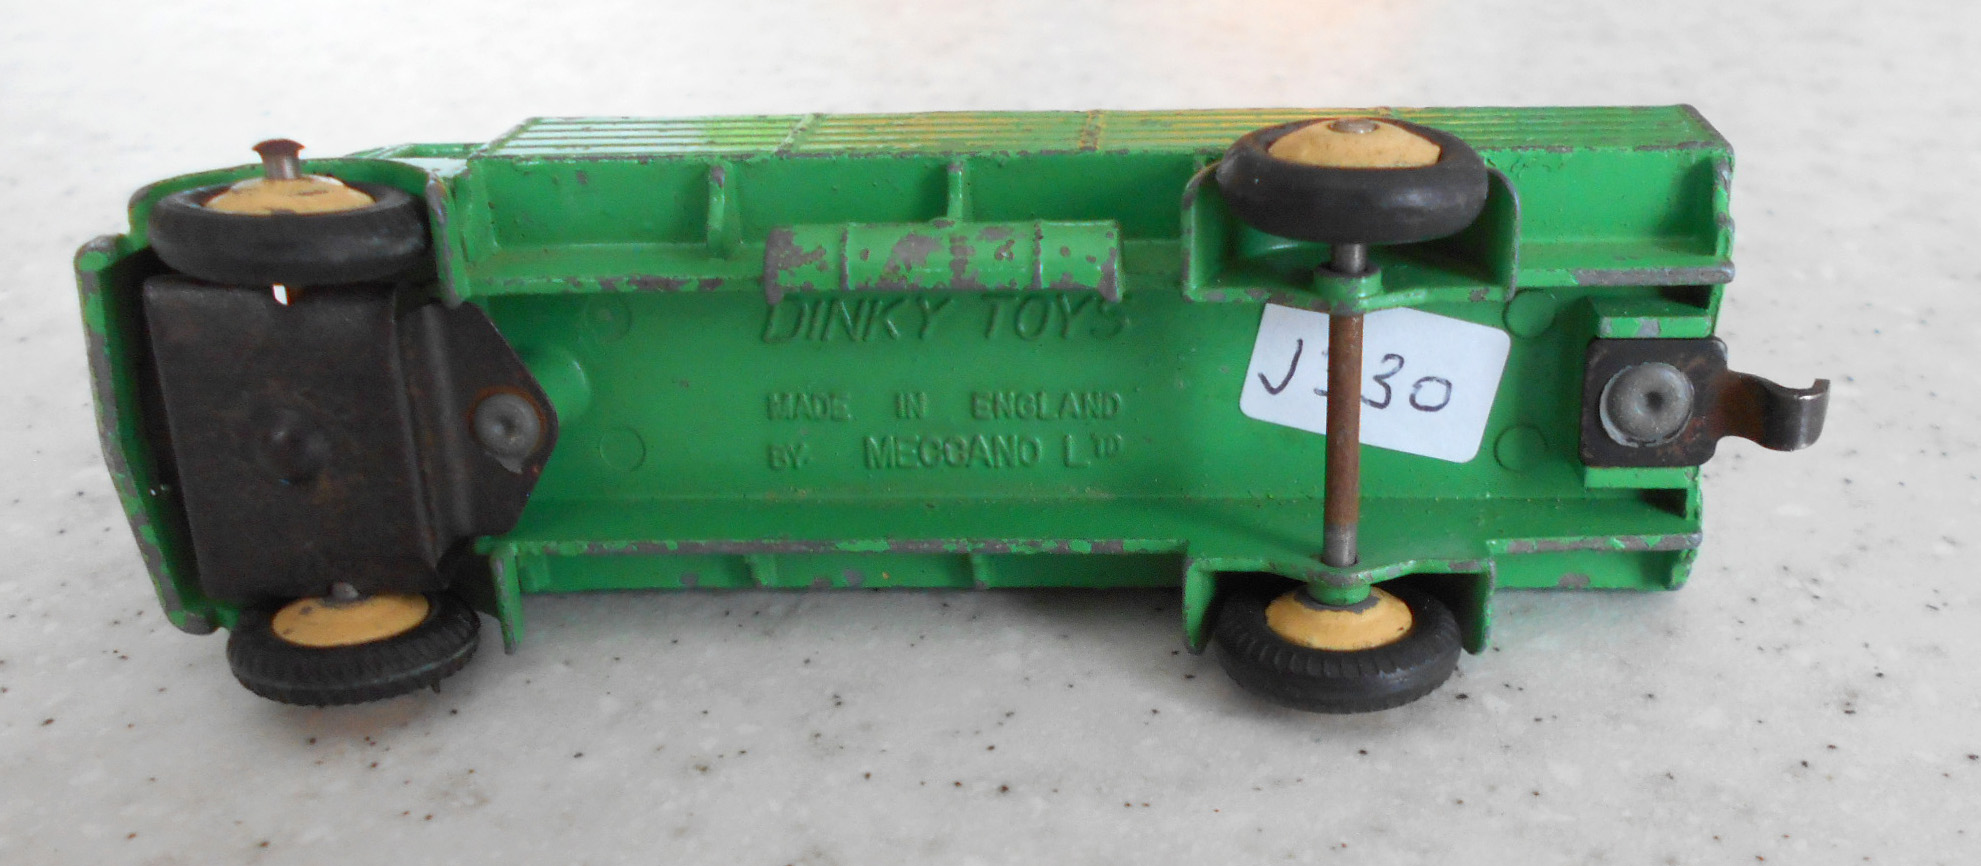 DINKY TOYS
MADE IN ENGLAND
BY. MECCANO LTD